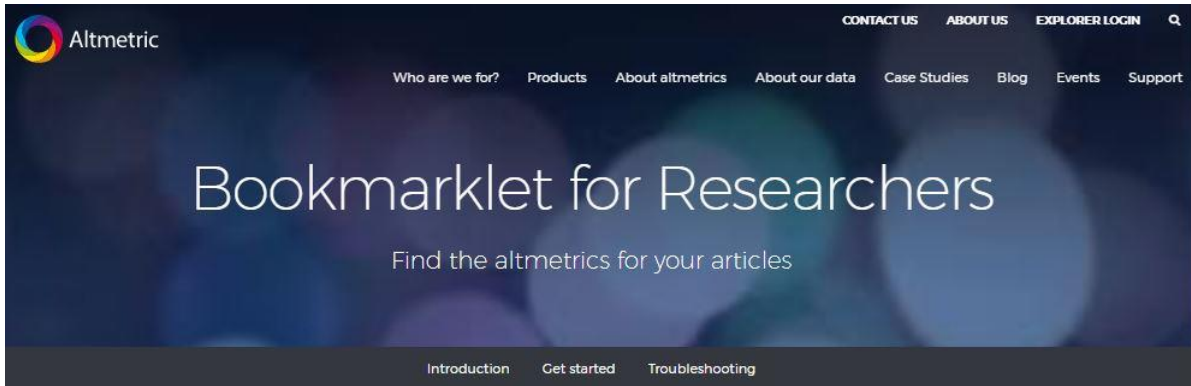 CONTACT US ABOUT US EXPLORER LOGIN
Altmetric
Who are we for? Products About altmetrics About our data Case Studies Blog Events Support
Bookmarklet for Researchers
Find the altmetrics for your articles
Introduction Get started Troubleshooting